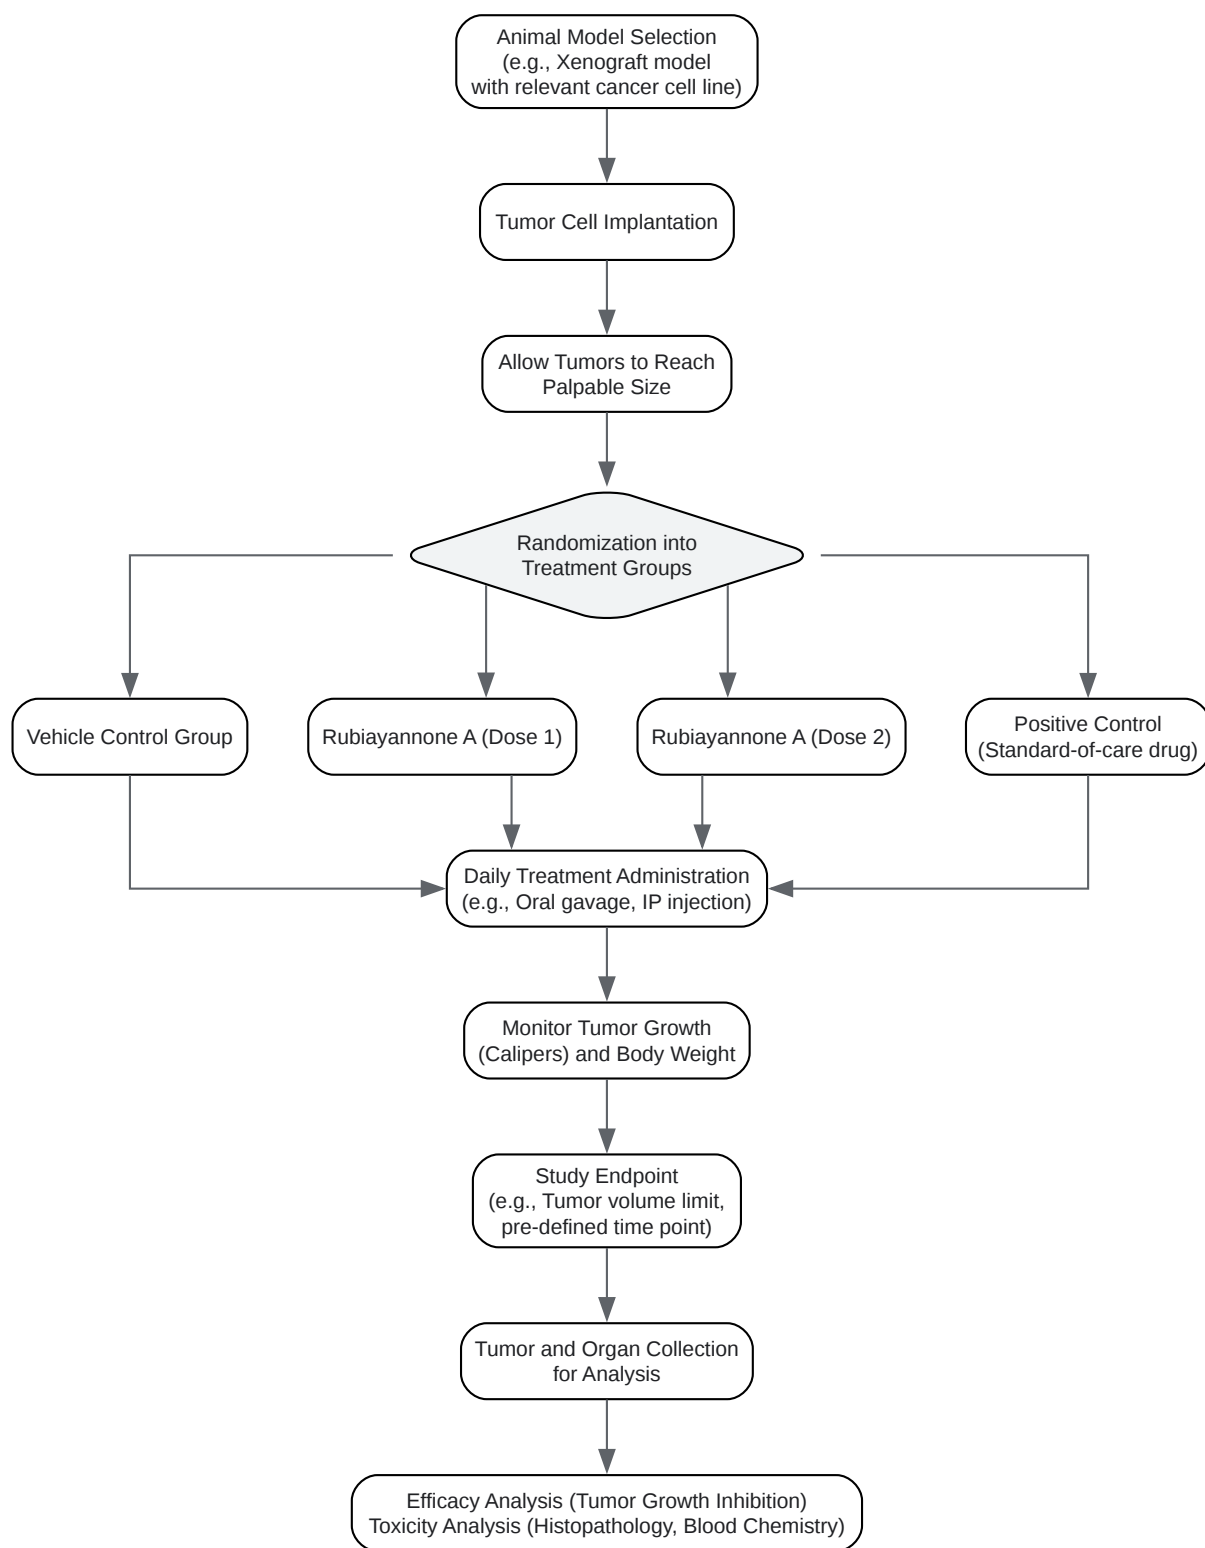 Animal Model Selection
(e.g., Xenograft model
with relevant cancer cell line)
Tumor Cell Implantation
Allow Tumors to Reach
Palpable Size
Randomization into
Treatment Groups
Vehicle Control Group
Rubiayannone A (Dose 1)
Rubiayannone A (Dose 2)
Positive Control
(Standard-of-care drug)
Daily Treatment Administration
(e.g., Oral gavage, IP injection)
Monitor Tumor Growth
(Calipers) and Body Weight
Study Endpoint
(e.g., Tumor volume limit,
pre-defined time point)
Tumor and Organ Collection
for Analysis
Efficacy Analysis (Tumor Growth Inhibition)
Toxicity Analysis (Histopathology, Blood Chemistry)